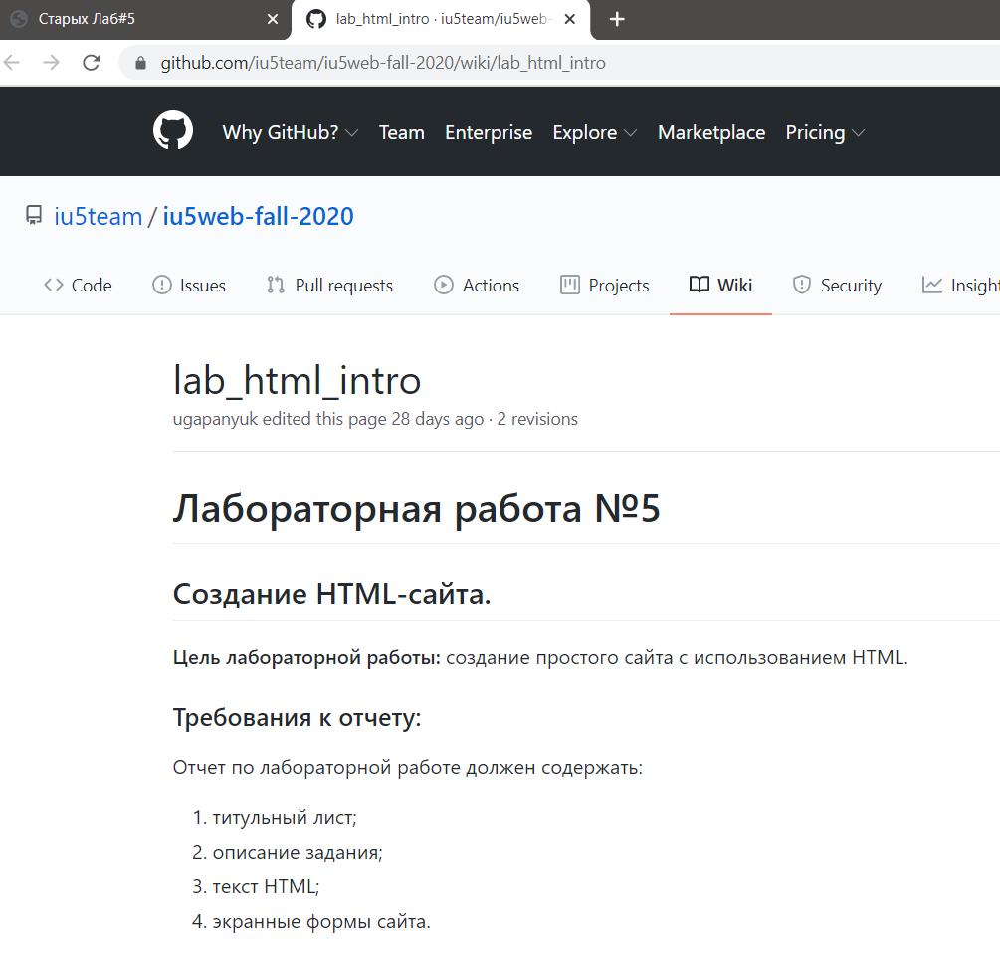 Старых Лаб#5
lab_html_intro · iu5team/iu5web-
github.com/iu5team/iu5web-fall-2020/wiki/lab_html_intro
Why GitHub? Team Enterprise Explore Marketplace Pricing
iu5team / iu5web-fall-2020
Code Issues Pull requests Actions Projects Wiki Security Insight
lab_html_intro
ugapanyuk edited this page 28 days ago · 2 revisions
Лабораторная работа №5
Создание HTML-сайта.
Цель лабораторной работы: создание простого сайта с использованием HTML.
Требования к отчету:
Отчет по лабораторной работе должен содержать:
1. титульный лист;
2. описание задания;
3. текст HTML;
4. экранные формы сайта.